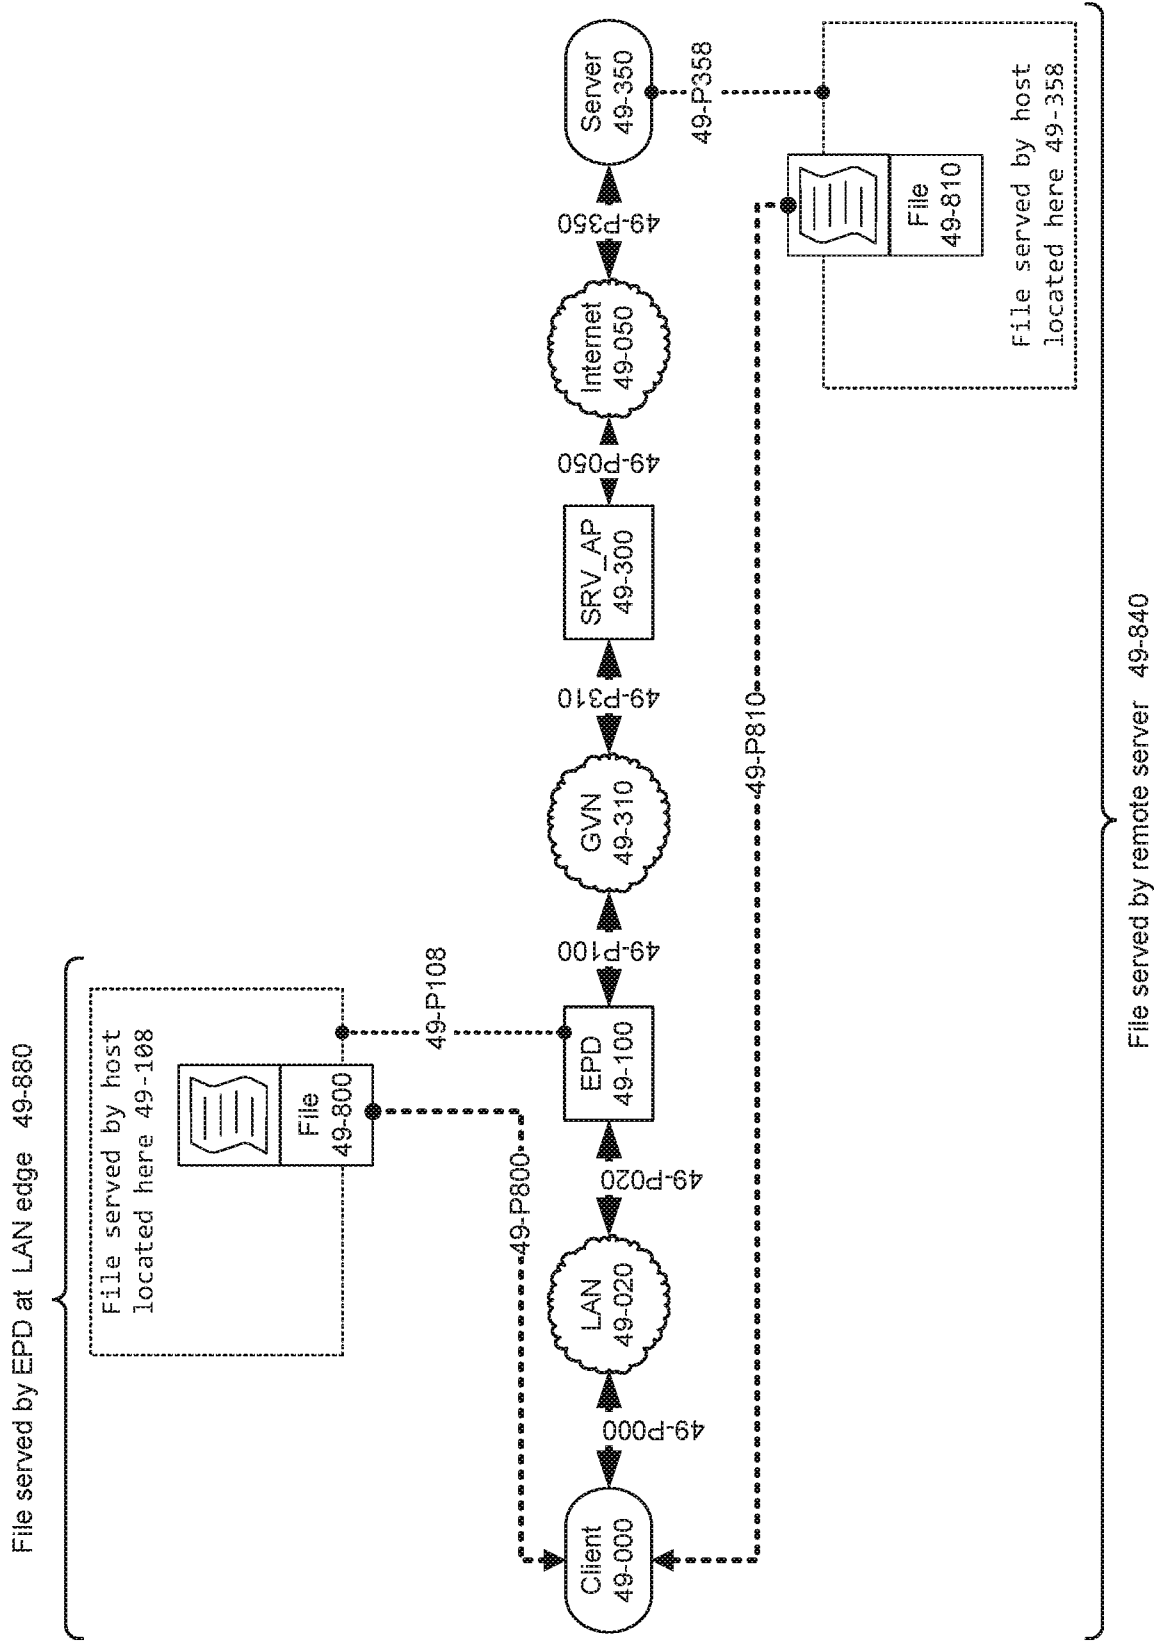 File served by EPD at LAN edge 49-880
File served by host
located here 49-108
File
49-800
49-P108
49-P800
Client
49-000
49-P000
LAN
49-020
49-P020
EPD
49-100
49-P100
GVN
49-310
49-P310
SRV_AP
49-300
49-P050
Internet
49-050
49-P350
Server
49-350
49-P358
49-P810
File
49-810
File served by host
located here 49-358
File served by remote server 49-840